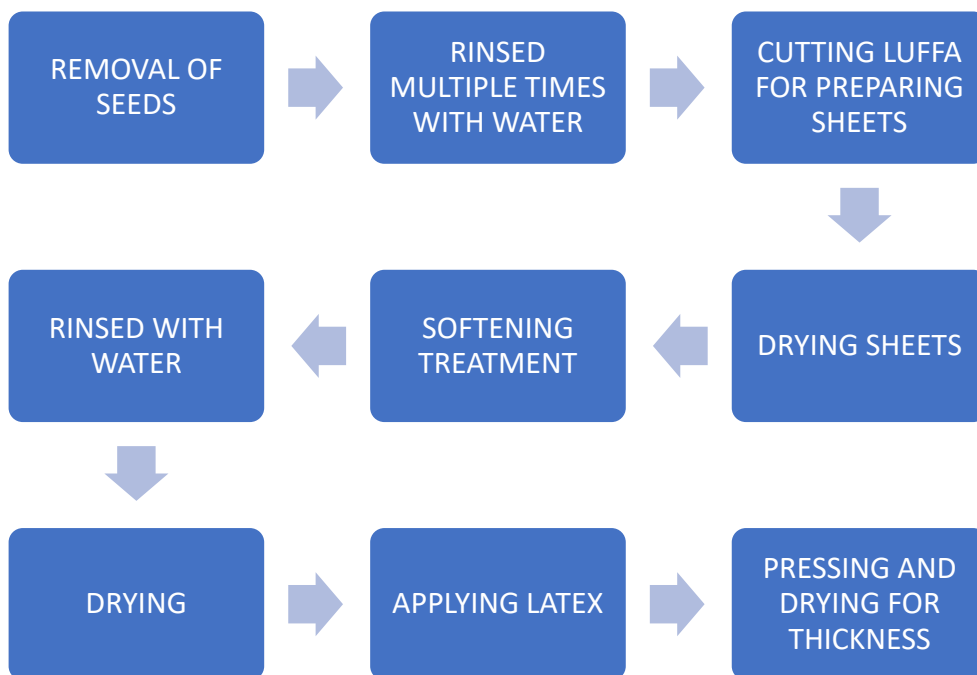 REMOVAL OF
SEEDS
RINSED
MULTIPLE TIMES
WITH WATER
CUTTING LUFFA
FOR PREPARING
SHEETS
DRYING SHEETS
SOFTENING
TREATMENT
RINSED WITH
WATER
DRYING
APPLYING LATEX
PRESSING AND
DRYING FOR
THICKNESS